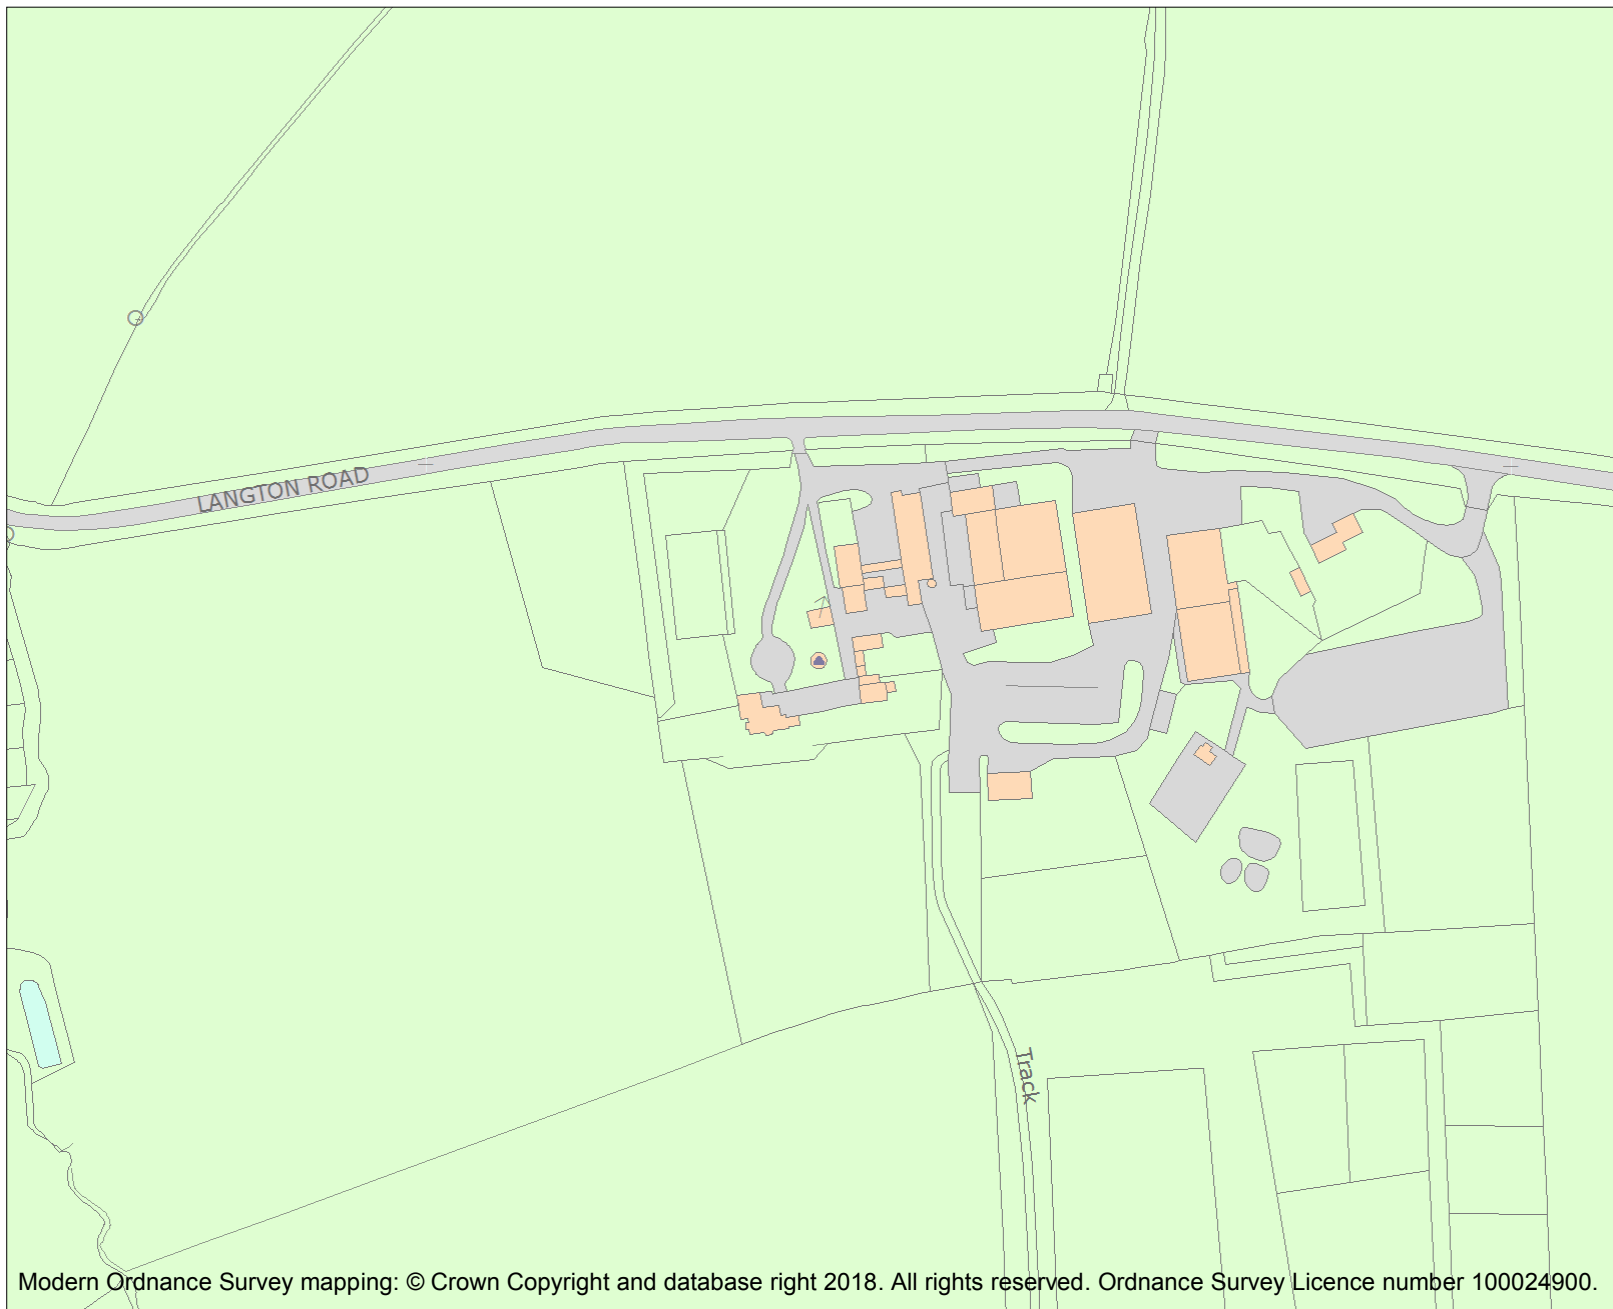 LANGTON ROAD
Track
Modern Ordnance Survey mapping: © Crown Copyright and database right 2018. All rights reserved. Ordnance Survey Licence number 100024900.